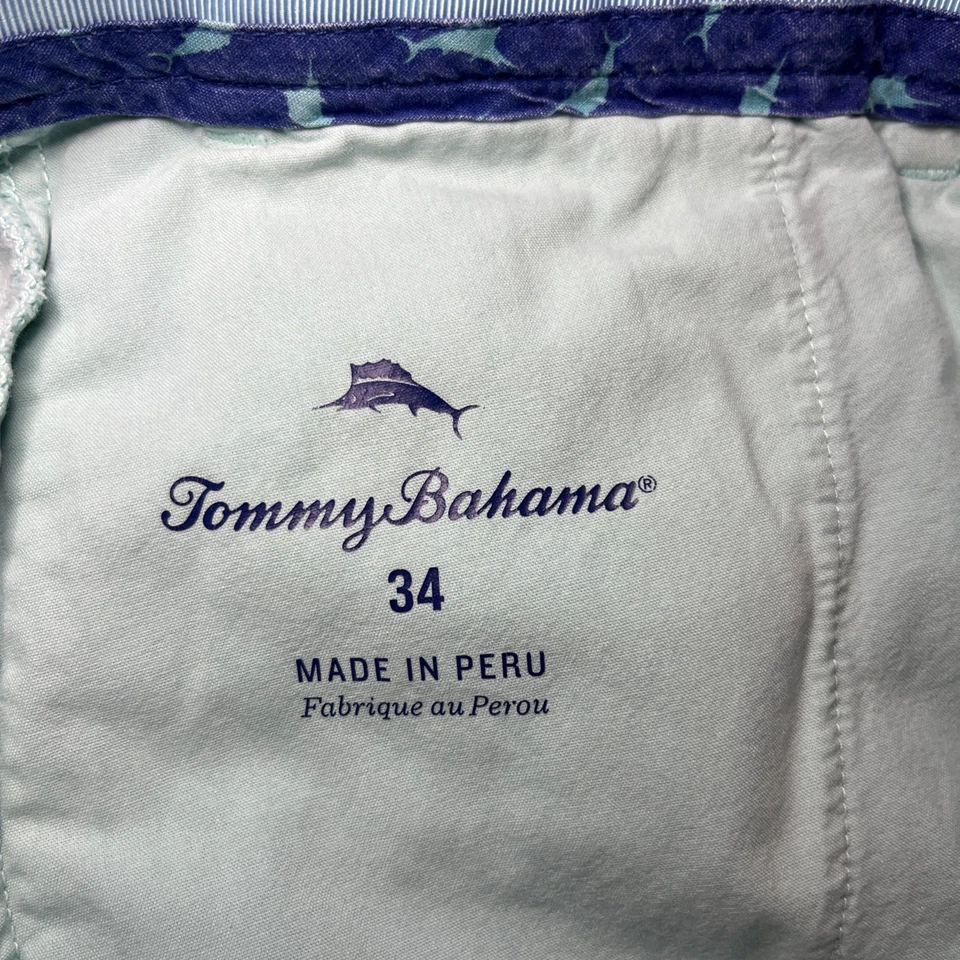 Tommy Bahama®
34
MADE IN PERU
Fabrique au Perou